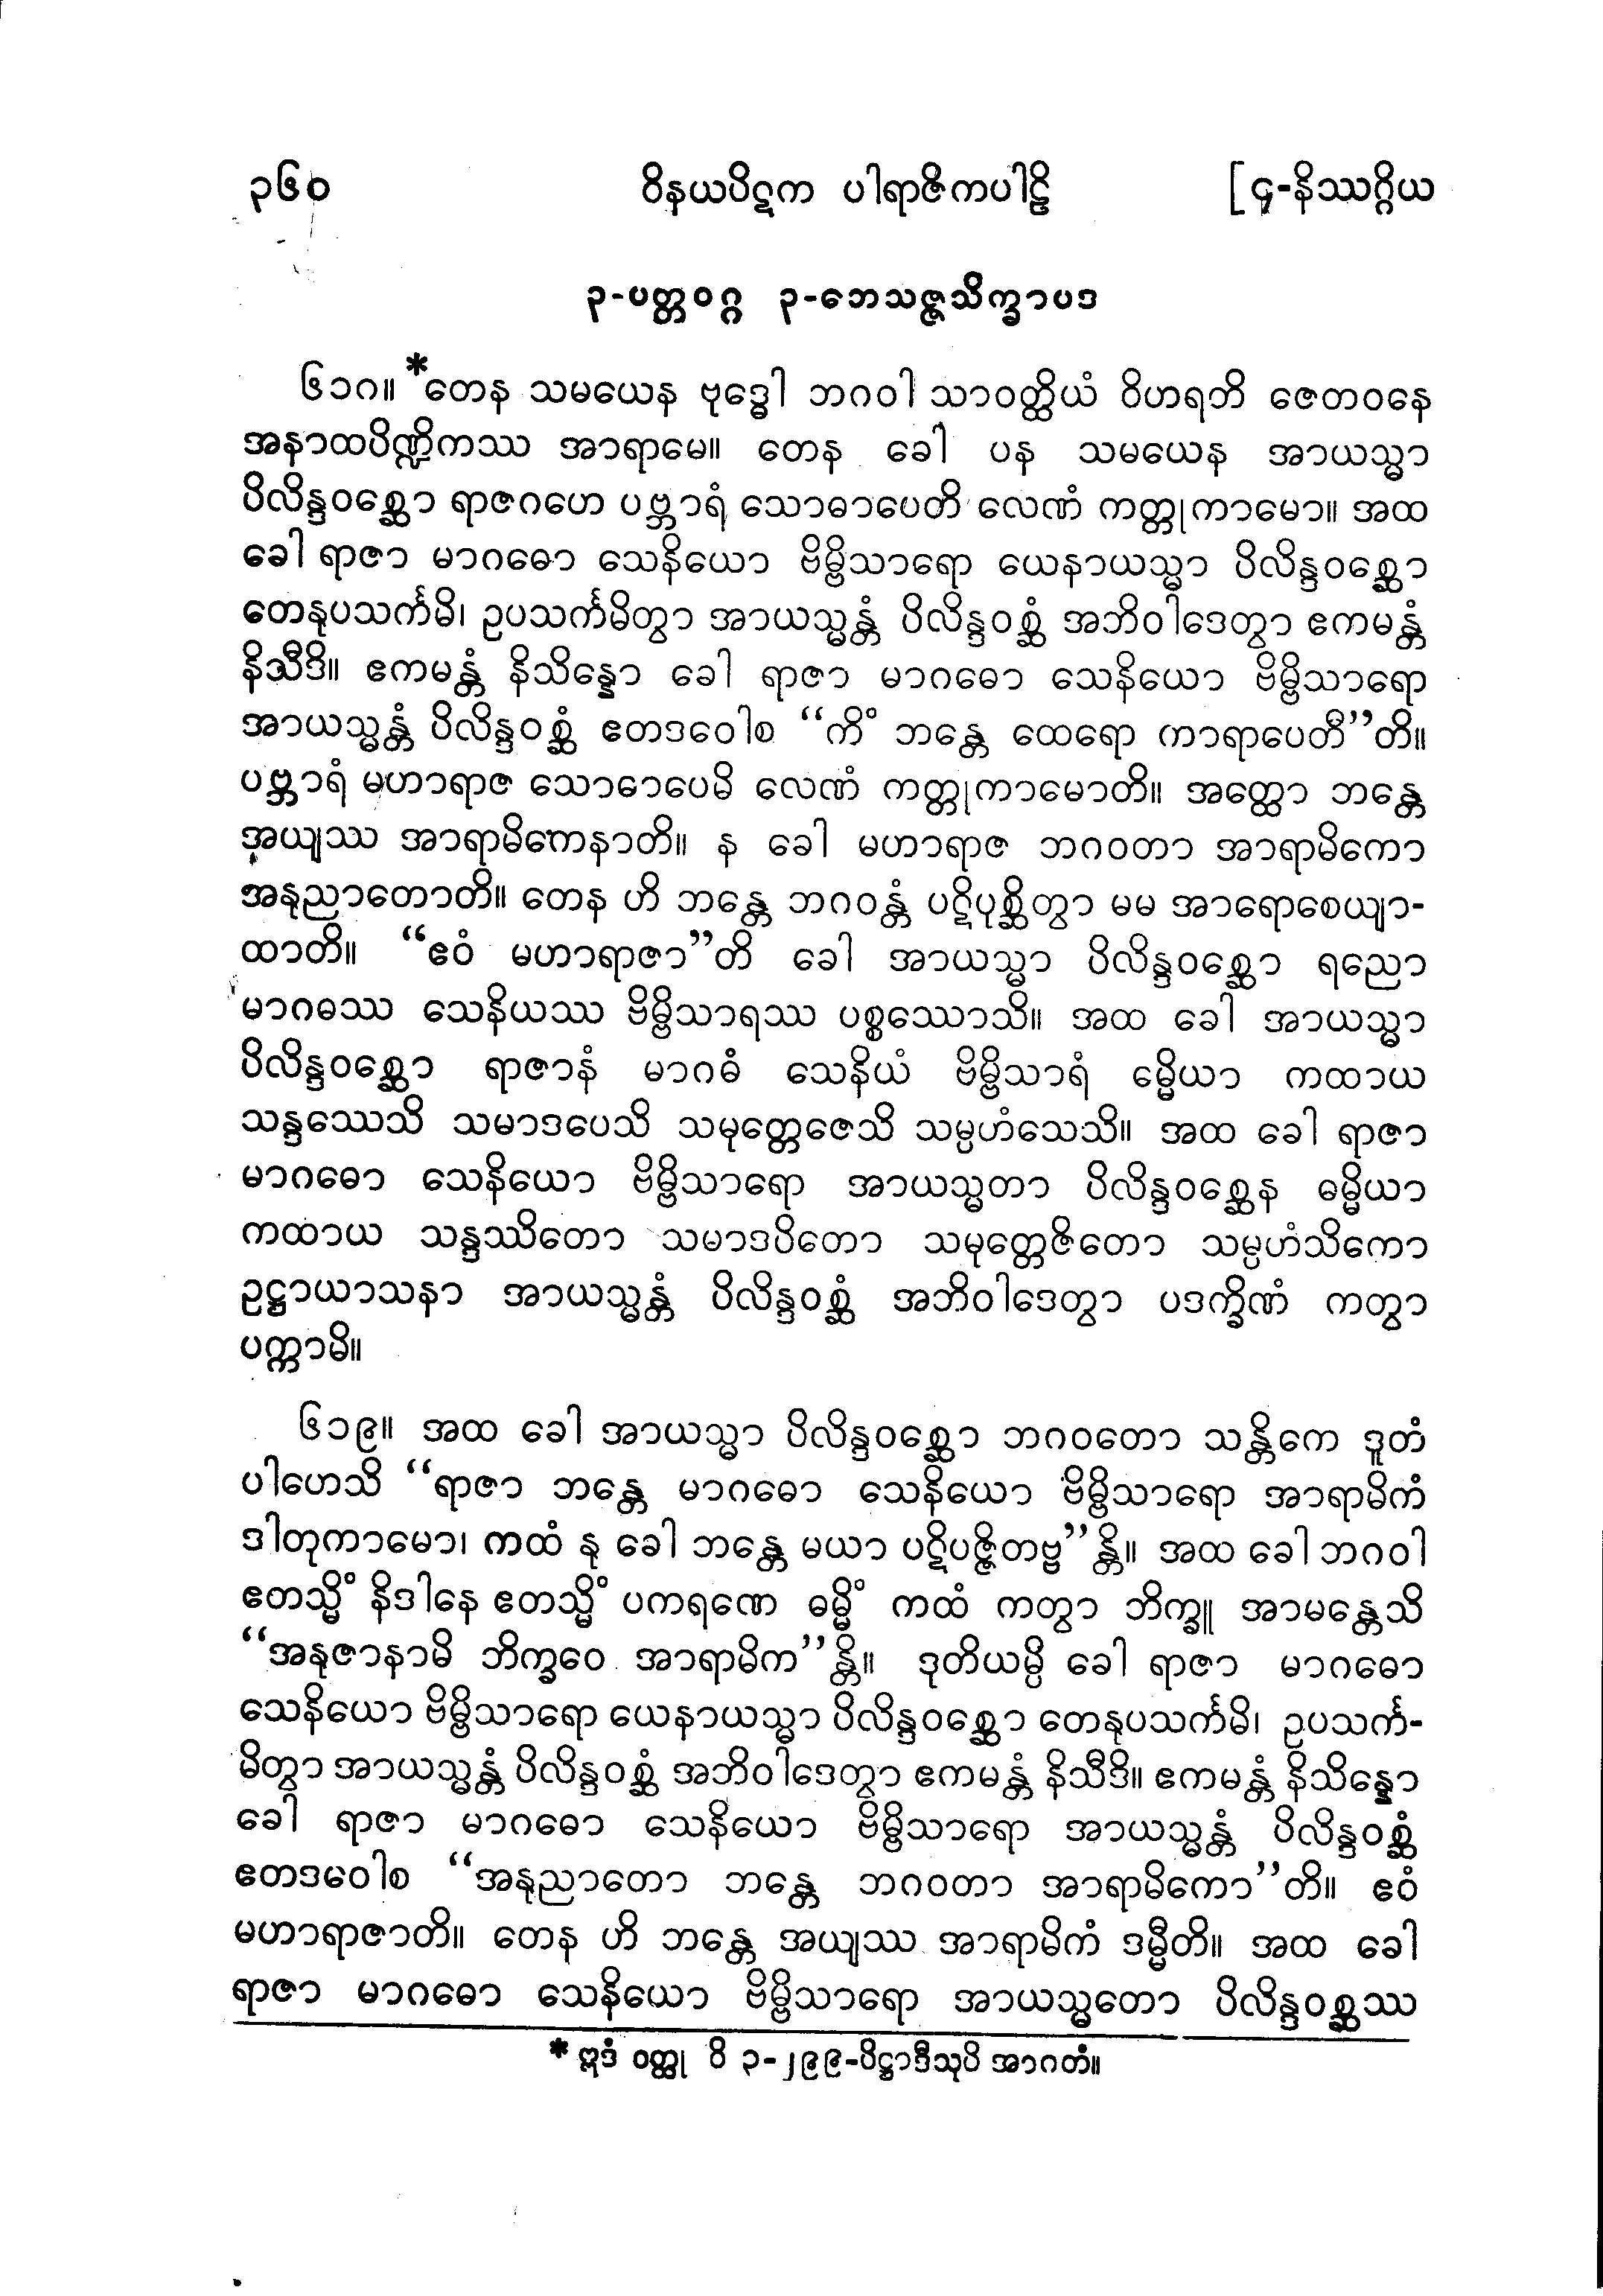 ၃၆၀ ဝိနယပိဋက ပါရာဇိကပါဠိ [၄-နိဿဂ္ဂိယ
၃-ပတ္တဝဂ္ဂ ၃-ဘေသဇ္ဇသိက္ခာပဒ
၆၁၈။ *တေန သမယေန ဗုဒ္ဓေါ ဘဂဝါ သာဝတ္ထိယံ ဝိဟရတိ ဇေတဝနေ
အနာထပိဏ္ဍိကဿ အာရာမေ။ တေန ခေါ ပန သမယေန အာယသ္မာ
ပိလိန္ဒဝစ္ဆော ရာဇဂဟေ ပဗ္ဘာရံ သောဓာပေတိ လေဏံ ကတ္တုကာမော။ အထ
ခေါ ရာဇာ မာဂဓော သေနိယော ဗိမ္ဗိသာရော ယေနာယသ္မာ ပိလိန္ဒဝစ္ဆော
တေနုပသင်္ကမိ၊ ဥပသင်္ကမိတွာ အာယသ္မန္တံ ပိလိန္ဒဝစ္ဆံ အဘိဝါဒေတွာ ဧကမန္တံ
နိသီဒိ။ ဧကမန္တံ နိသိန္နော ခေါ ရာဇာ မာဂဓော သေနိယော ဗိမ္ဗိသာရော
အာယသ္မန္တံ ပိလိန္ဒဝစ္ဆံ ဧတဒဝေါစ “ကိံ ဘန္တေ ထေရော ကာရာပေတီ”တိ။
ပဗ္ဘာရံ မဟာရာဇ သောဓာပေမိ လေဏံ ကတ္တုကာမောတိ။ အတ္ထော ဘန္တေ
အယျဿ အာရာမိကေနာတိ။ န ခေါ မဟာရာဇ ဘဂဝတာ အာရာမိကော
အနုညာတောတိ။ တေန ဟိ ဘန္တေ ဘဂဝန္တံ ပဋိပုစ္ဆိတွာ မမ အာရောစေယျာ-
ထာတိ။ “ဧဝံ မဟာရာဇာ”တိ ခေါ အာယသ္မာ ပိလိန္ဒဝစ္ဆော ရညော
မာဂဓဿ သေနိယဿ ဗိမ္ဗိသာရဿ ပစ္စဿောသိ။ အထ ခေါ အာယသ္မာ
ပိလိန္ဒဝစ္ဆော ရာဇာနံ မာဂဓံ သေနိယံ ဗိမ္ဗိသာရံ ဓမ္မိယာ ကထာယ
သန္ဒဿေသိ သမာဒပေသိ သမုတ္တေဇေသိ သမ္ပဟံသေသိ။ အထ ခေါ ရာဇာ
မာဂဓော သေနိယော ဗိမ္ဗိသာရော အာယသ္မတာ ပိလိန္ဒဝစ္ဆေန ဓမ္မိယာ
ကထာယ သန္ဒဿိတော သမာဒပိတော သမုတ္တေဇိတော သမ္ပဟံသိကော
ဥဋ္ဌာယာသနာ အာယသ္မန္တံ ပိလိန္ဒဝစ္ဆံ အဘိဝါဒေတွာ ပဒက္ခိဏံ ကတွာ
ပက္ကာမိ။
၆၁၉။ အထ ခေါ အာယသ္မာ ပိလိန္ဒဝစ္ဆော ဘဂဝတော သန္တိကေ ဒူတံ
ပါဟေသိ “ရာဇာ ဘန္တေ မာဂဓော သေနိယော ဗိမ္ဗိသာရော အာရာမိကံ
ဒါတုကာမော၊ ကထံ နု ခေါ ဘန္တေ မယာ ပဋိပဇ္ဇိတဗ္ဗ”န္တိ။ အထ ခေါ ဘဂဝါ
ဧတသ္မိံ နိဒါနေ ဧတသ္မိံ ပကရဏေ ဓမ္မိံ ကထံ ကတွာ ဘိက္ခူ အာမန္တေသိ
“အနုဇာနာမိ ဘိက္ခဝေ အာရာမိက”န္တိ။ ဒုတိယမ္ပိ ခေါ ရာဇာ မာဂဓော
သေနိယော ဗိမ္ဗိသာရော ယေနာယသ္မာ ပိလိန္ဒဝစ္ဆော တေနုပသင်္ကမိ၊ ဥပသင်္က-
မိတွာ အာယသ္မန္တံ ပိလိန္ဒဝစ္ဆံ အဘိဝါဒေတွာ ဧကမန္တံ နိသီဒိ။ ဧကမန္တံ နိသိန္နော
ခေါ ရာဇာ မာဂဓော သေနိယော ဗိမ္ဗိသာရော အာယသ္မန္တံ ပိလိန္ဒဝစ္ဆံ
ဧတဒဝေါစ “အနုညာတော ဘန္တေ ဘဂဝတာ အာရာမိကော”တိ။ ဧဝံ
မဟာရာဇာတိ။ တေန ဟိ ဘန္တေ အယျဿ အာရာမိကံ ဒမ္မီတိ။ အထ ခေါ
ရာဇာ မာဂဓော သေနိယော ဗိမ္ဗိသာရော အာယသ္မတော ပိလိန္ဒဝစ္ဆဿ
* ဣဒံ ဝတ္ထု ဝိ ၃-၂၉၉-ပိဋ္ဌာဒီသုပိ အာဂတံ။